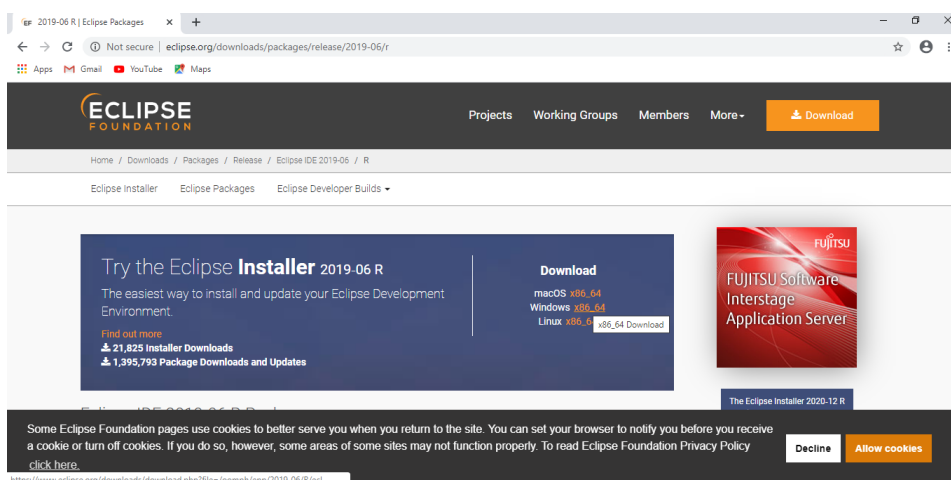 2019-06 R | Eclipse Packages
Not secure | eclipse.org/downloads/packages/release/2019-06/r
Apps Gmail YouTube Maps
ECLIPSE
FOUNDATION
Projects Working Groups Members More Download
Home / Downloads / Packages / Release / Eclipse IDE 2019-06 / R
Eclipse Installer Eclipse Packages Eclipse Developer Builds
Try the Eclipse Installer 2019-06 R
The easiest way to install and update your Eclipse Development
Environment.
Find out more
21,825 Installer Downloads
1,395,793 Package Downloads and Updates
Download
macOS x86_64
Windows x86_64
Linux
x86_64 Download
FUJITSU
FUJITSU Software
Interstage
Application Server
The Eclipse Installer 2020-12 R
Some Eclipse Foundation pages use cookies to better serve you when you return to the site. You can set your browser to notify you before you receive
a cookie or turn off cookies. If you do so, however, some areas of some sites may not function properly. To read Eclipse Foundation Privacy Policy
click here.
Decline Allow cookies